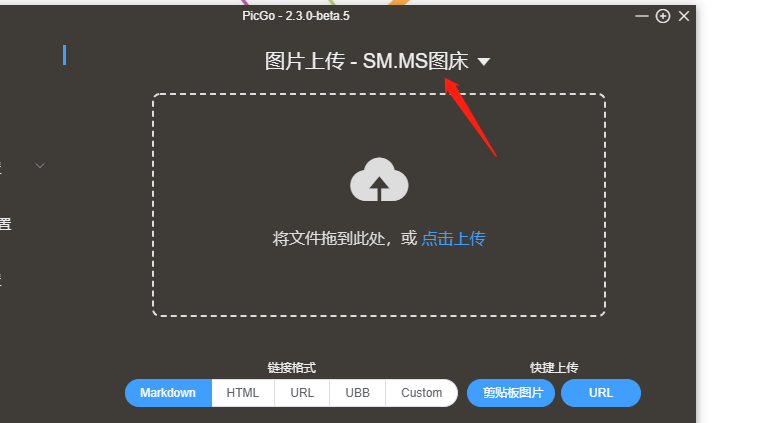 PicGo - 2.3.0-beta.5
图片上传 - SM.MS图床
置
将文件拖到此处，或 点击上传
链接格式
快捷上传
Markdown HTML URL UBB Custom 剪贴板图片 URL